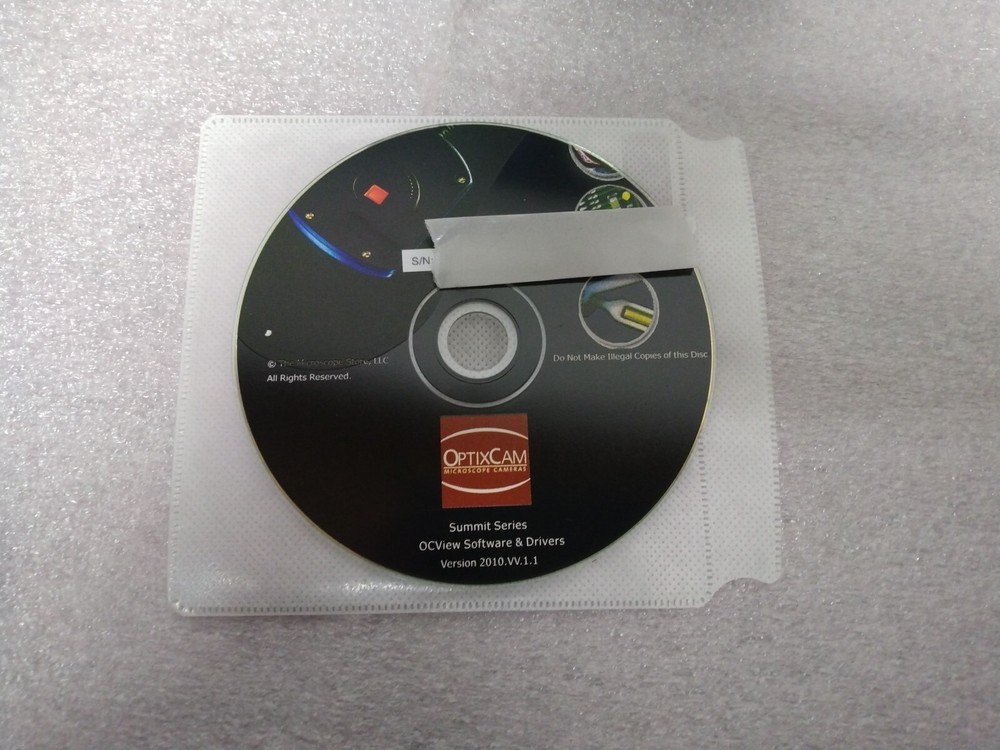 S/N:
© The Microscope Store, LLC
All Rights Reserved.
Do Not Make Illegal Copies of this Disc
OPTIXCAM
MICROSCOPE CAMERAS
Summit Series
OCView Software & Drivers
Version 2010.VV.1.1